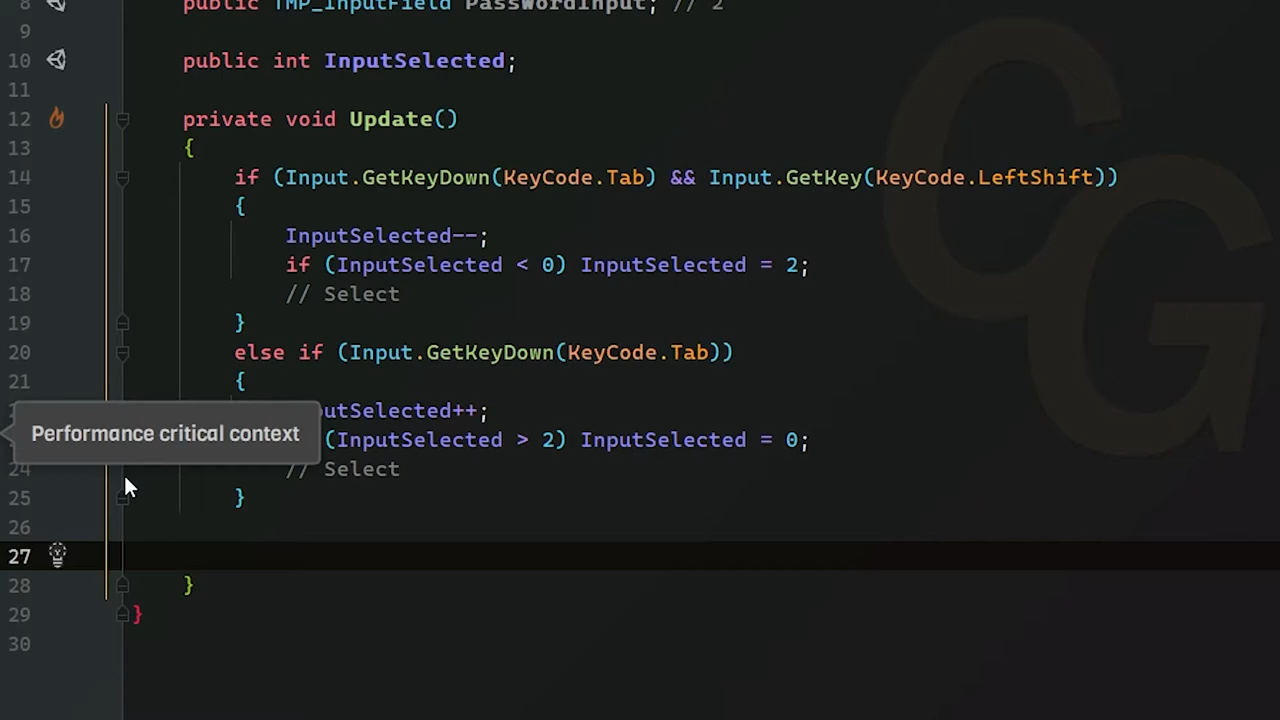 8 public TMP_InputField PasswordInput; // 2
9
10 public int InputSelected;
11
12 private void Update()
13 {
14 if (Input.GetKeyDown(KeyCode.Tab) && Input.GetKey(KeyCode.LeftShift))
15 {
16 InputSelected--;
17 if (InputSelected < 0) InputSelected = 2;
18 // Select
19 }
20 else if (Input.GetKeyDown(KeyCode.Tab))
21 {
utSelected++;
Performance critical context
(InputSelected > 2) InputSelected = 0;
24 // Select
25 }
26
27
28 }
29 }
30
CG